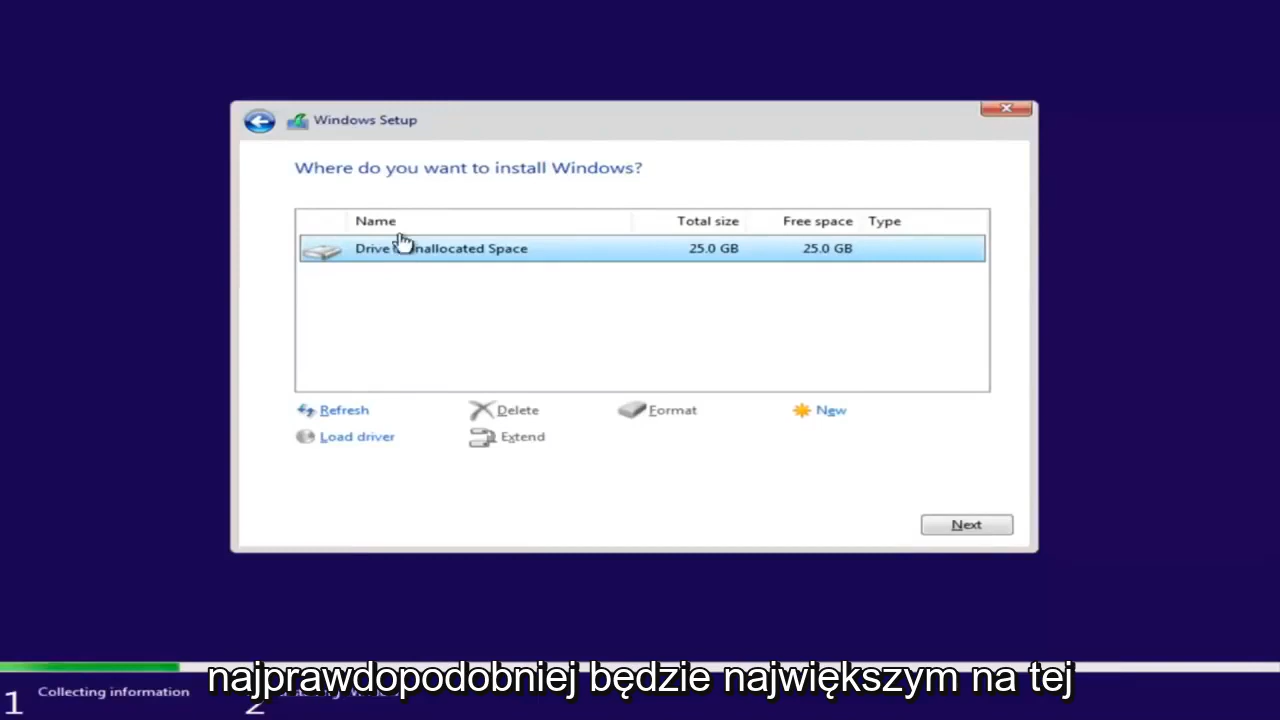 Windows Setup
Where do you want to install Windows?
Name Total size Free space Type
Drive nallocated Space 25.0 GB 25.0 GB
Refresh Delete Format New
Load driver Extend
Next
najprawdopodobniej będzie największym na tej
1 Collecting information 2